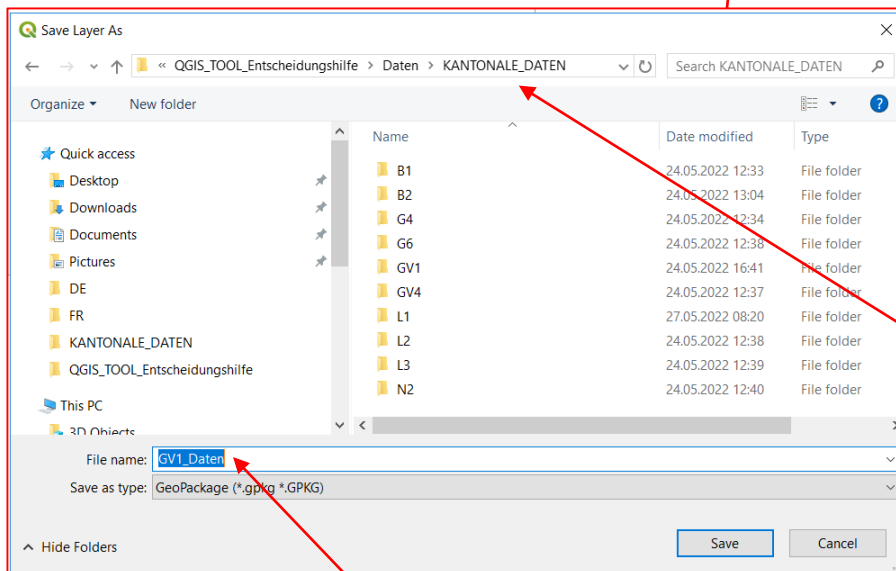 Save Layer As
« QGIS_TOOL_Entscheidungshilfe > Daten > KANTONALE_DATEN
Search KANTONALE_DATEN
Organize
New folder
?
Name
Date modified
Type
Quick access
Desktop
Downloads
Documents
Pictures
DE
FR
KANTONALE_DATEN
QGIS_TOOL_Entscheidungshilfe
This PC
3D Objects
B1 24.05.2022 12:33 File folder
B2 24.05.2022 13:04 File folder
G4 24.05.2022 12:34 File folder
G6 24.05.2022 12:38 File folder
GV1 24.05.2022 16:41 File folder
GV4 24.05.2022 12:37 File folder
L1 27.05.2022 08:20 File folder
L2 24.05.2022 12:38 File folder
L3 24.05.2022 12:39 File folder
N2 24.05.2022 12:40 File folder
File name: GV1_Daten
Save as type: GeoPackage (*.gpkg *.GPKG)
Hide Folders
Save
Cancel